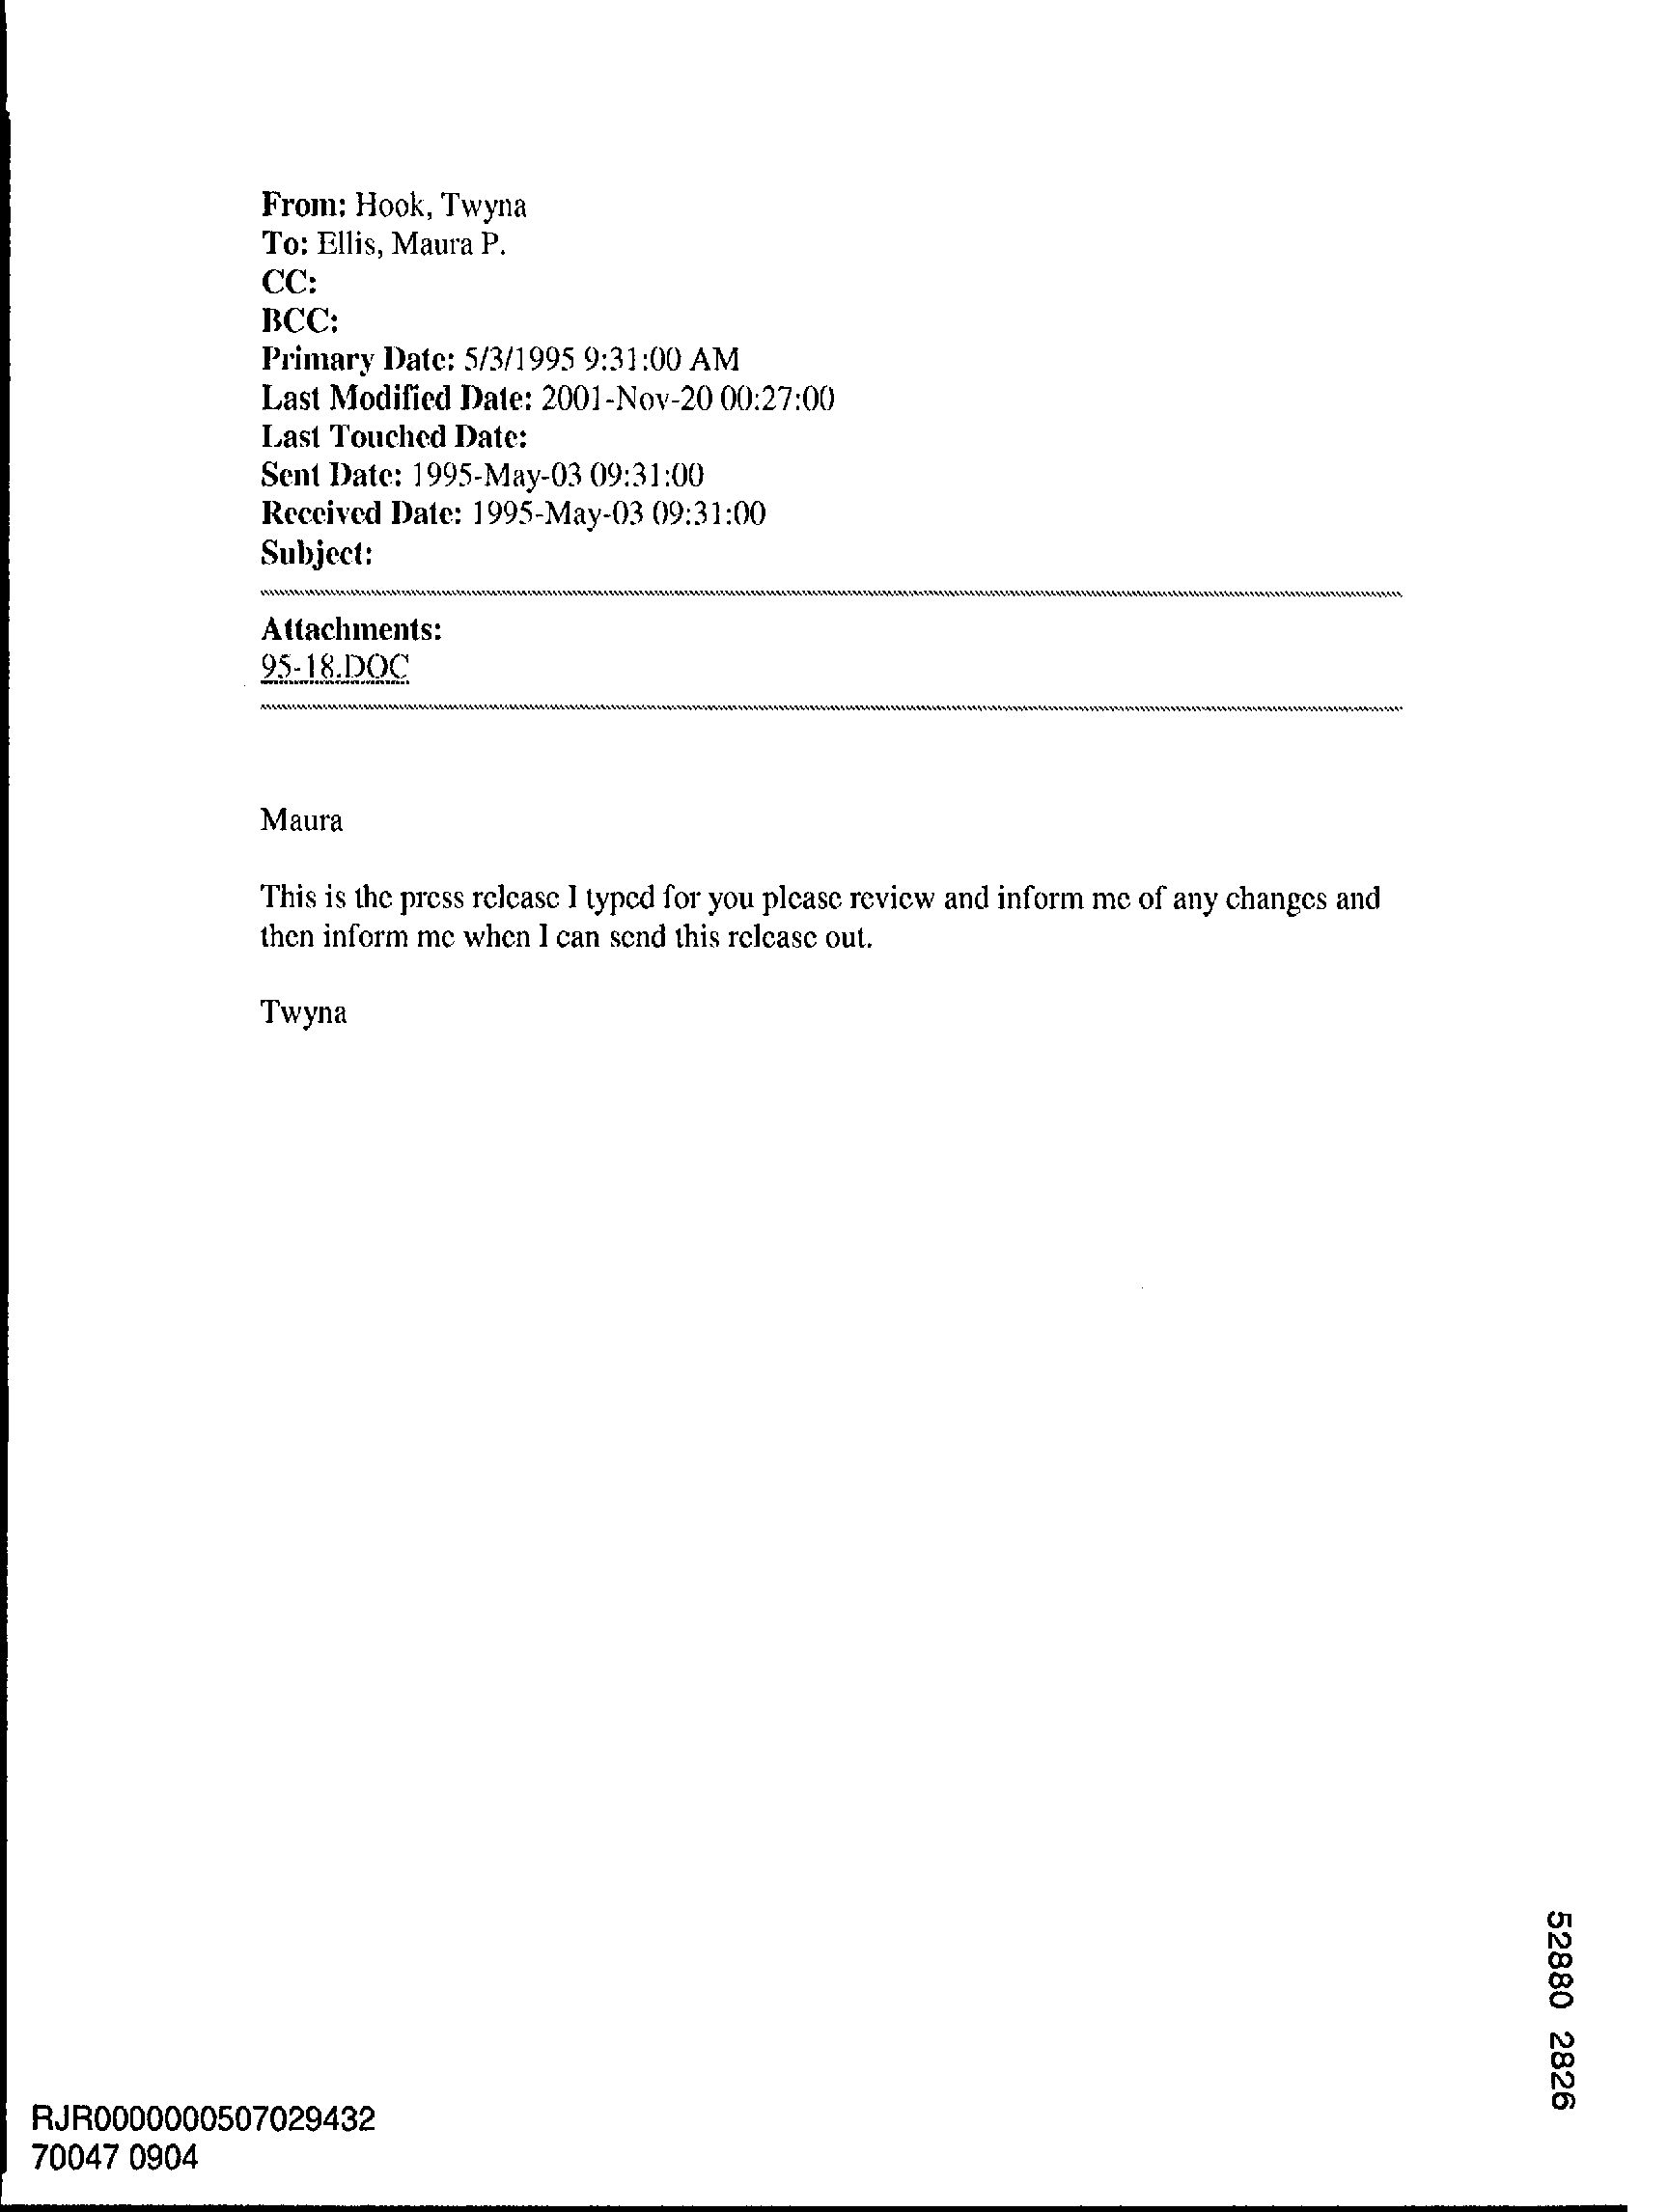 From: Hook, Twyna
To: Ellis, Maura P.
CC:
BCC:
Primary Date: 5/3/1995 9:31:00 AM
Last Modified Date: 2001-Nov-20 00:27:00
Last Touched Date:
Sent Date: 1995-May-03 09:31:00
Received Date: 1995-May-03 09:31:00
Subject:
Attachments:
95-18.DOC
Maura
This is the press release I typed for you please review and inform me of any changes and
then inform me when I can send this release out.
Twyna
52880 2826
RJR0000000507029432
70047 0904